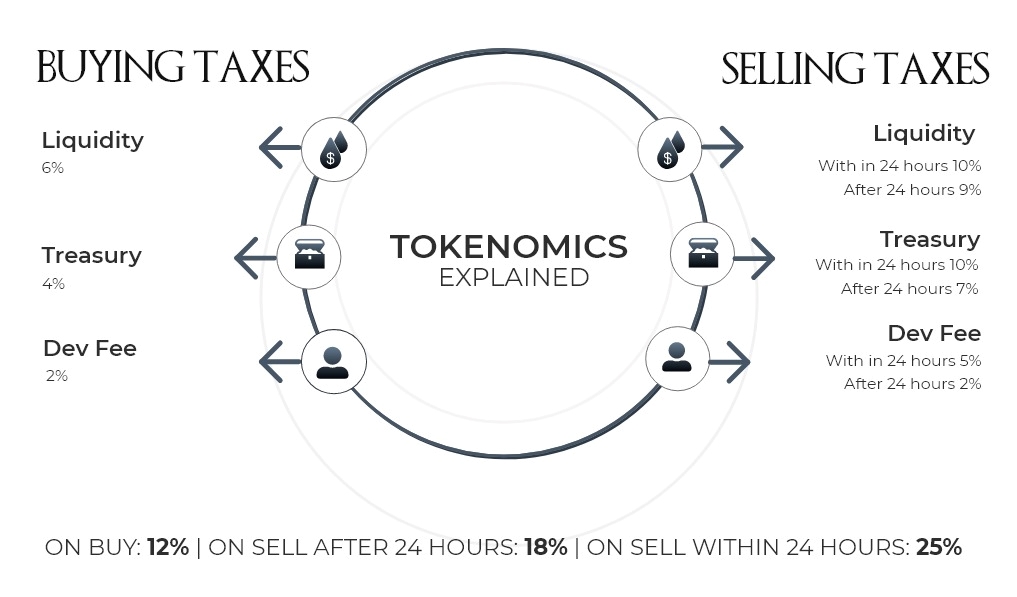 BUYING TAXES
Liquidity
6%
Treasury
4%
Dev Fee
2%
TOKENOMICS
EXPLAINED
SELLING TAXES
Liquidity
With in 24 hours 10%
After 24 hours 9%
Treasury
With in 24 hours 10%
After 24 hours 7%
Dev Fee
With in 24 hours 5%
After 24 hours 2%
$
$
ON BUY: 12% | ON SELL AFTER 24 HOURS: 18% | ON SELL WITHIN 24 HOURS: 25%